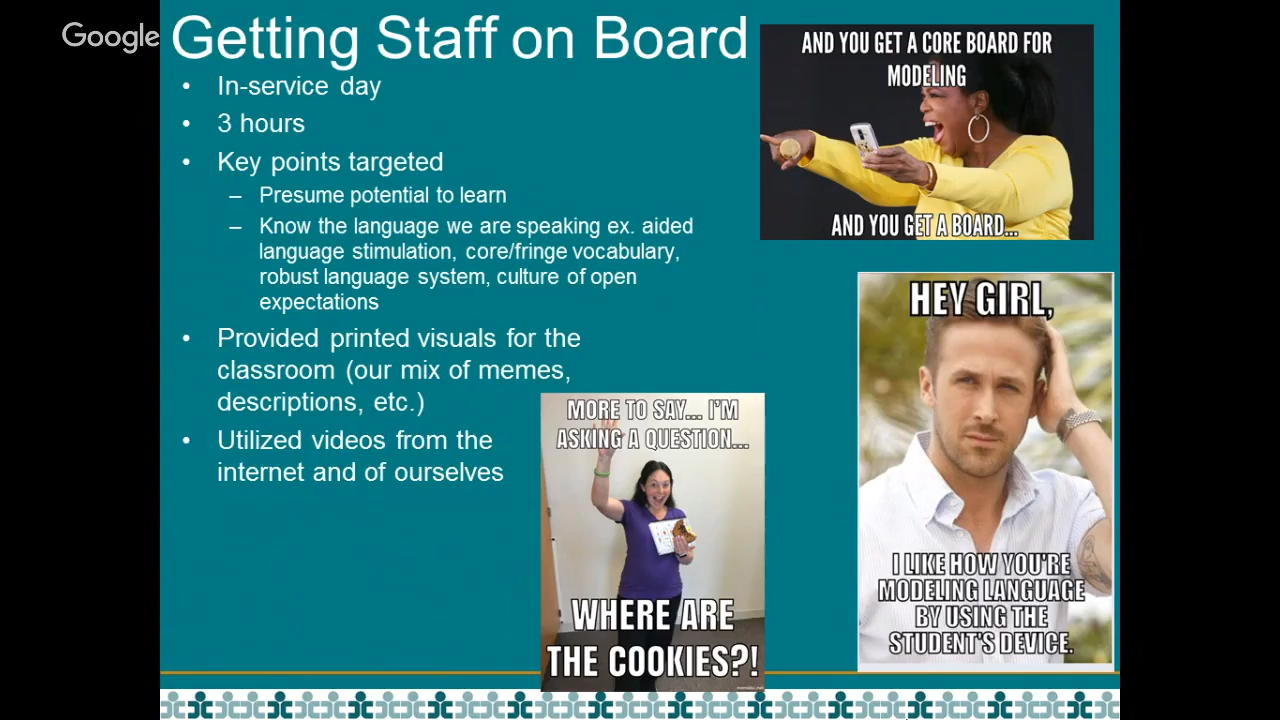 Google
Getting Staff on Board
• In-service day
• 3 hours
• Key points targeted
– Presume potential to learn
– Know the language we are speaking ex. aided
language stimulation, core/fringe vocabulary,
robust language system, culture of open
expectations
• Provided printed visuals for the
classroom (our mix of memes,
descriptions, etc.)
• Utilized videos from the
internet and of ourselves
AND YOU GET A CORE BOARD FOR
MODELING
AND YOU GET A BOARD...
MORE TO SAY... I'M
ASKING A QUESTION...
WHERE ARE
THE COOKIES?!
HEY GIRL,
I LIKE HOW YOU'RE
MODELING LANGUAGE
BY USING THE
STUDENT'S DEVICE.